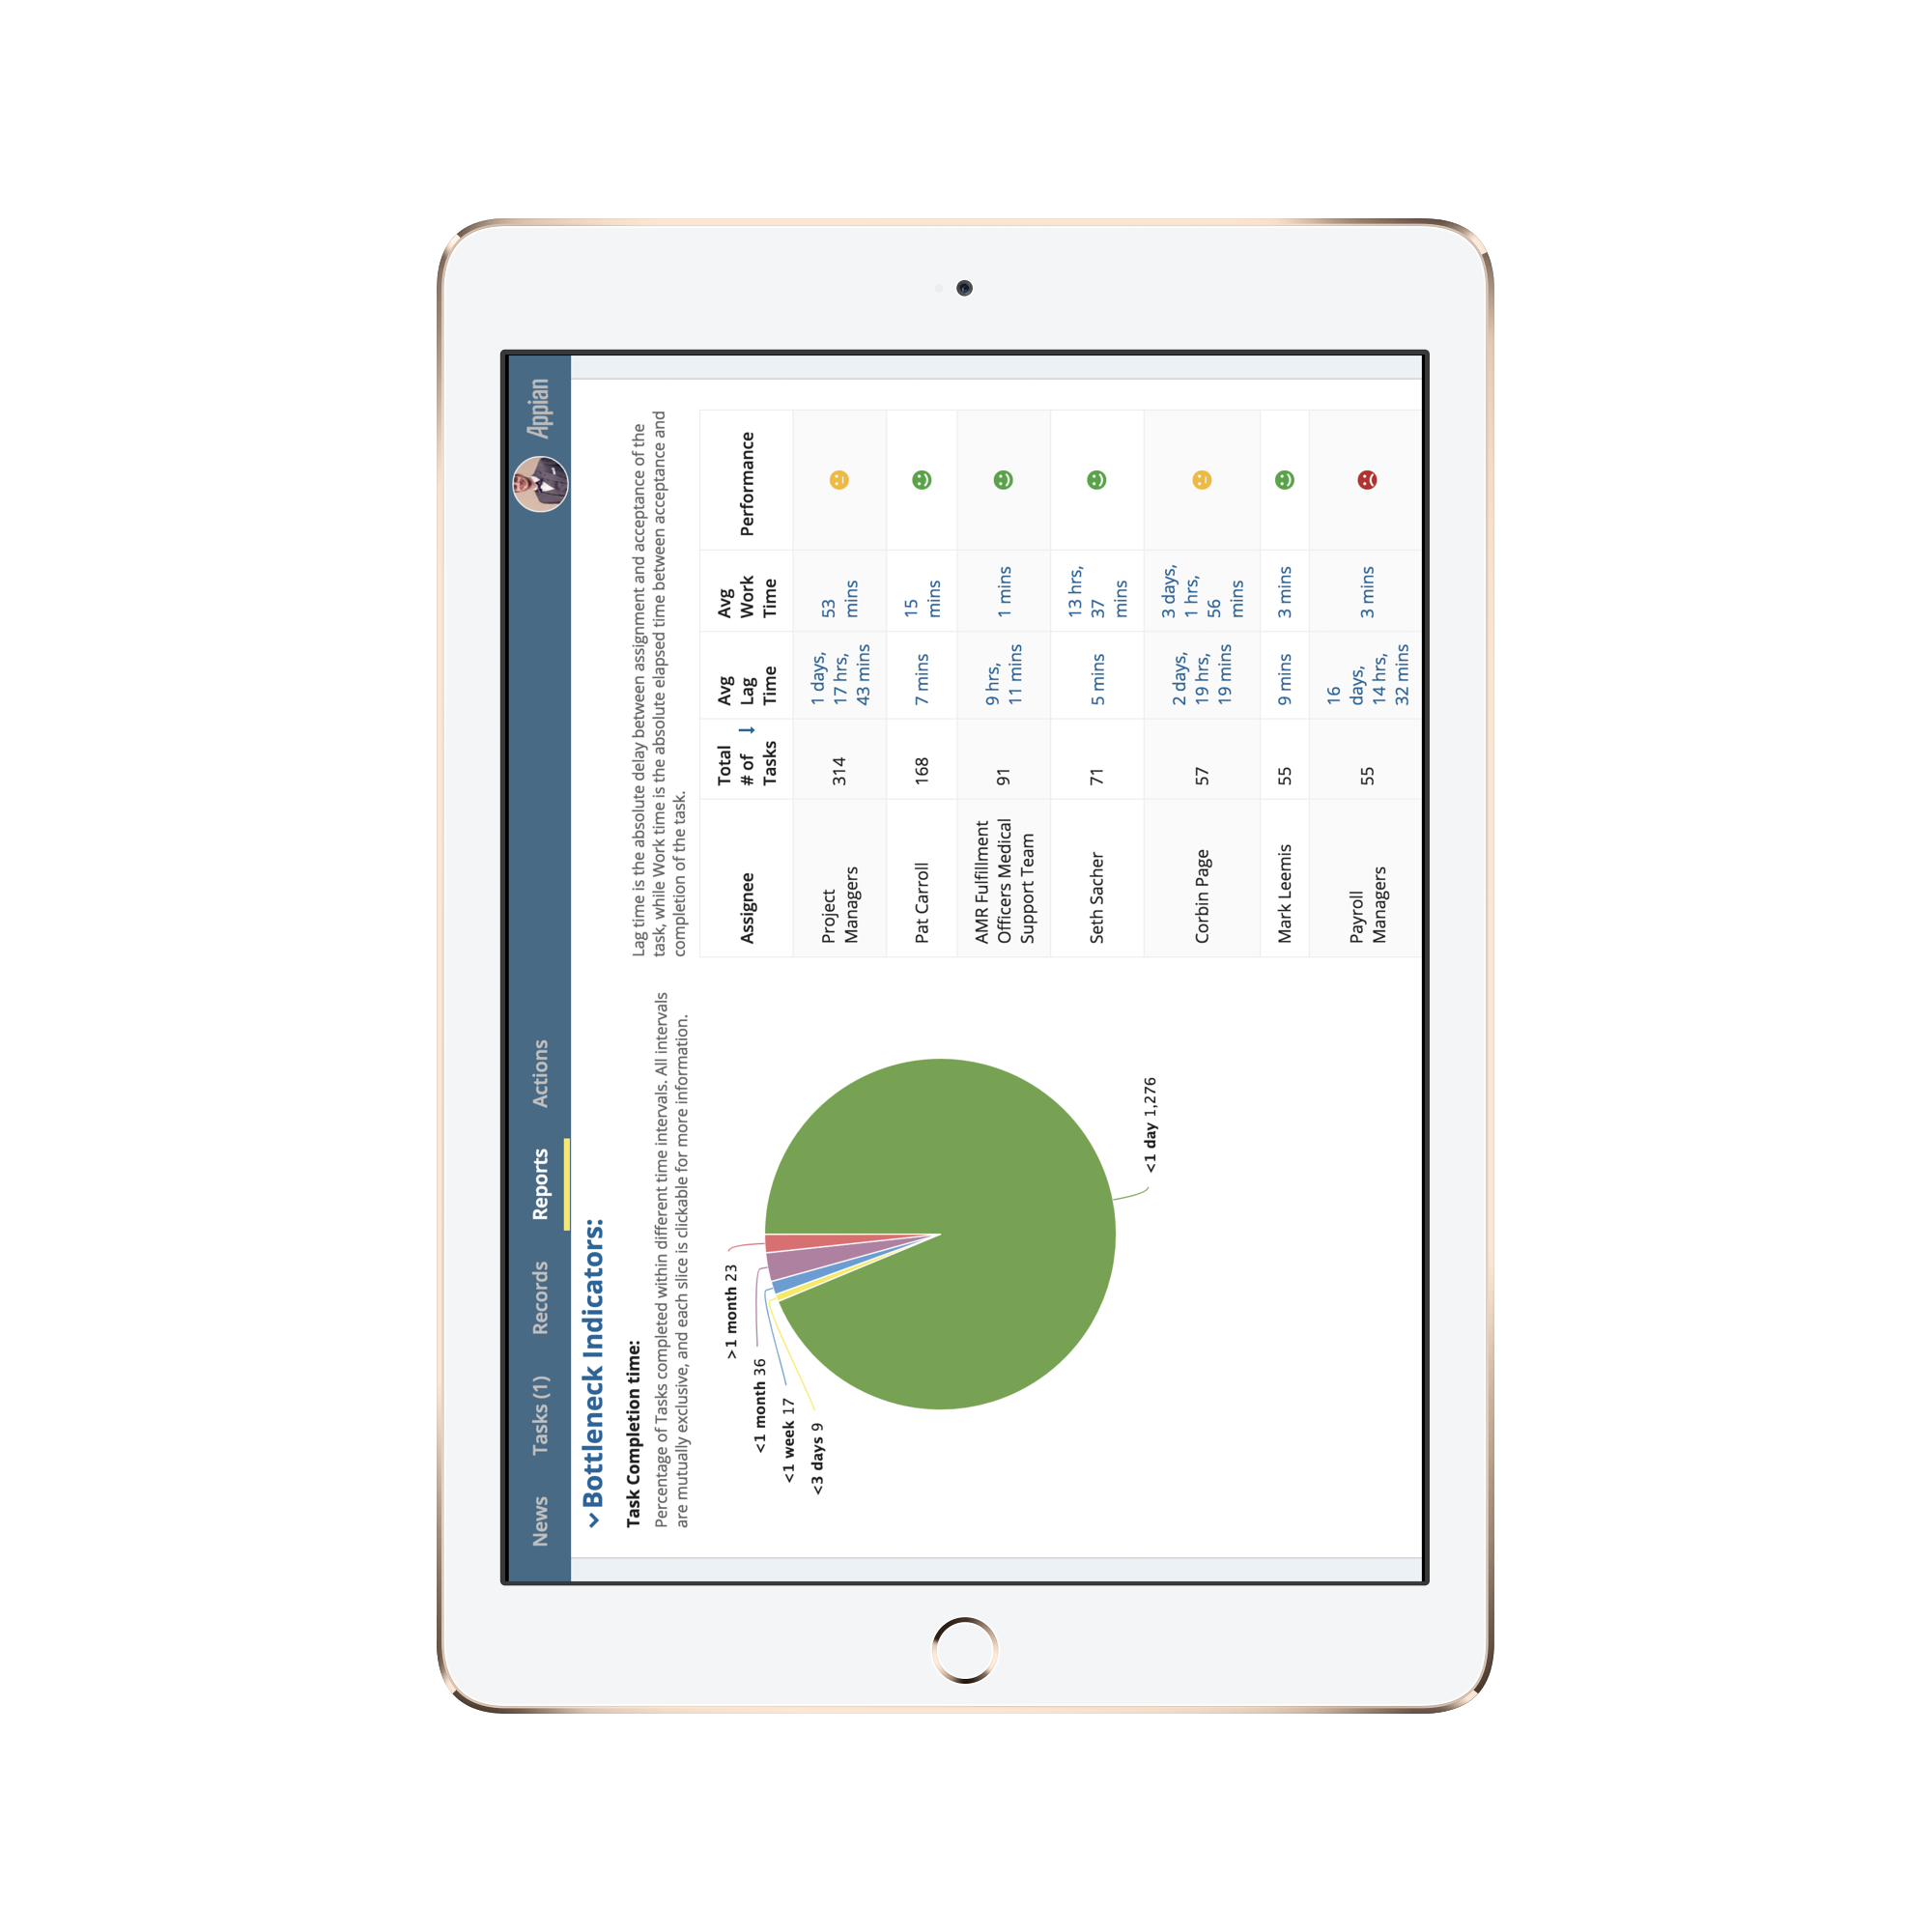 News Tasks (1) Records Reports Actions Appian
Bottleneck Indicators:
Task Completion time:
Percentage of Tasks completed within different time intervals. All intervals
are mutually exclusive, and each slice is clickable for more information.
>1 month 23
<1 month 36
<1 week 17
<3 days 9
<1 day 1,276
Lag time is the absolute delay between assignment and acceptance of the
task, while Work time is the absolute elapsed time between acceptance and
completion of the task.
Assignee
Total
# of
Tasks
Avg
Lag
Time
Avg
Work
Time
Performance
Project
Managers
314
1 days,
17 hrs,
43 mins
53
mins
Pat Carroll
168
7 mins
15
mins
AMR Fulfillment
Officers Medical
Support Team
91
9 hrs,
11 mins
1 mins
Seth Sacher
71
5 mins
13 hrs,
37
mins
Corbin Page
57
2 days,
19 hrs,
19 mins
3 days,
1 hrs,
56
mins
Mark Leemis
55
9 mins
3 mins
Payroll
Managers
55
16
days,
14 hrs,
32 mins
3 mins